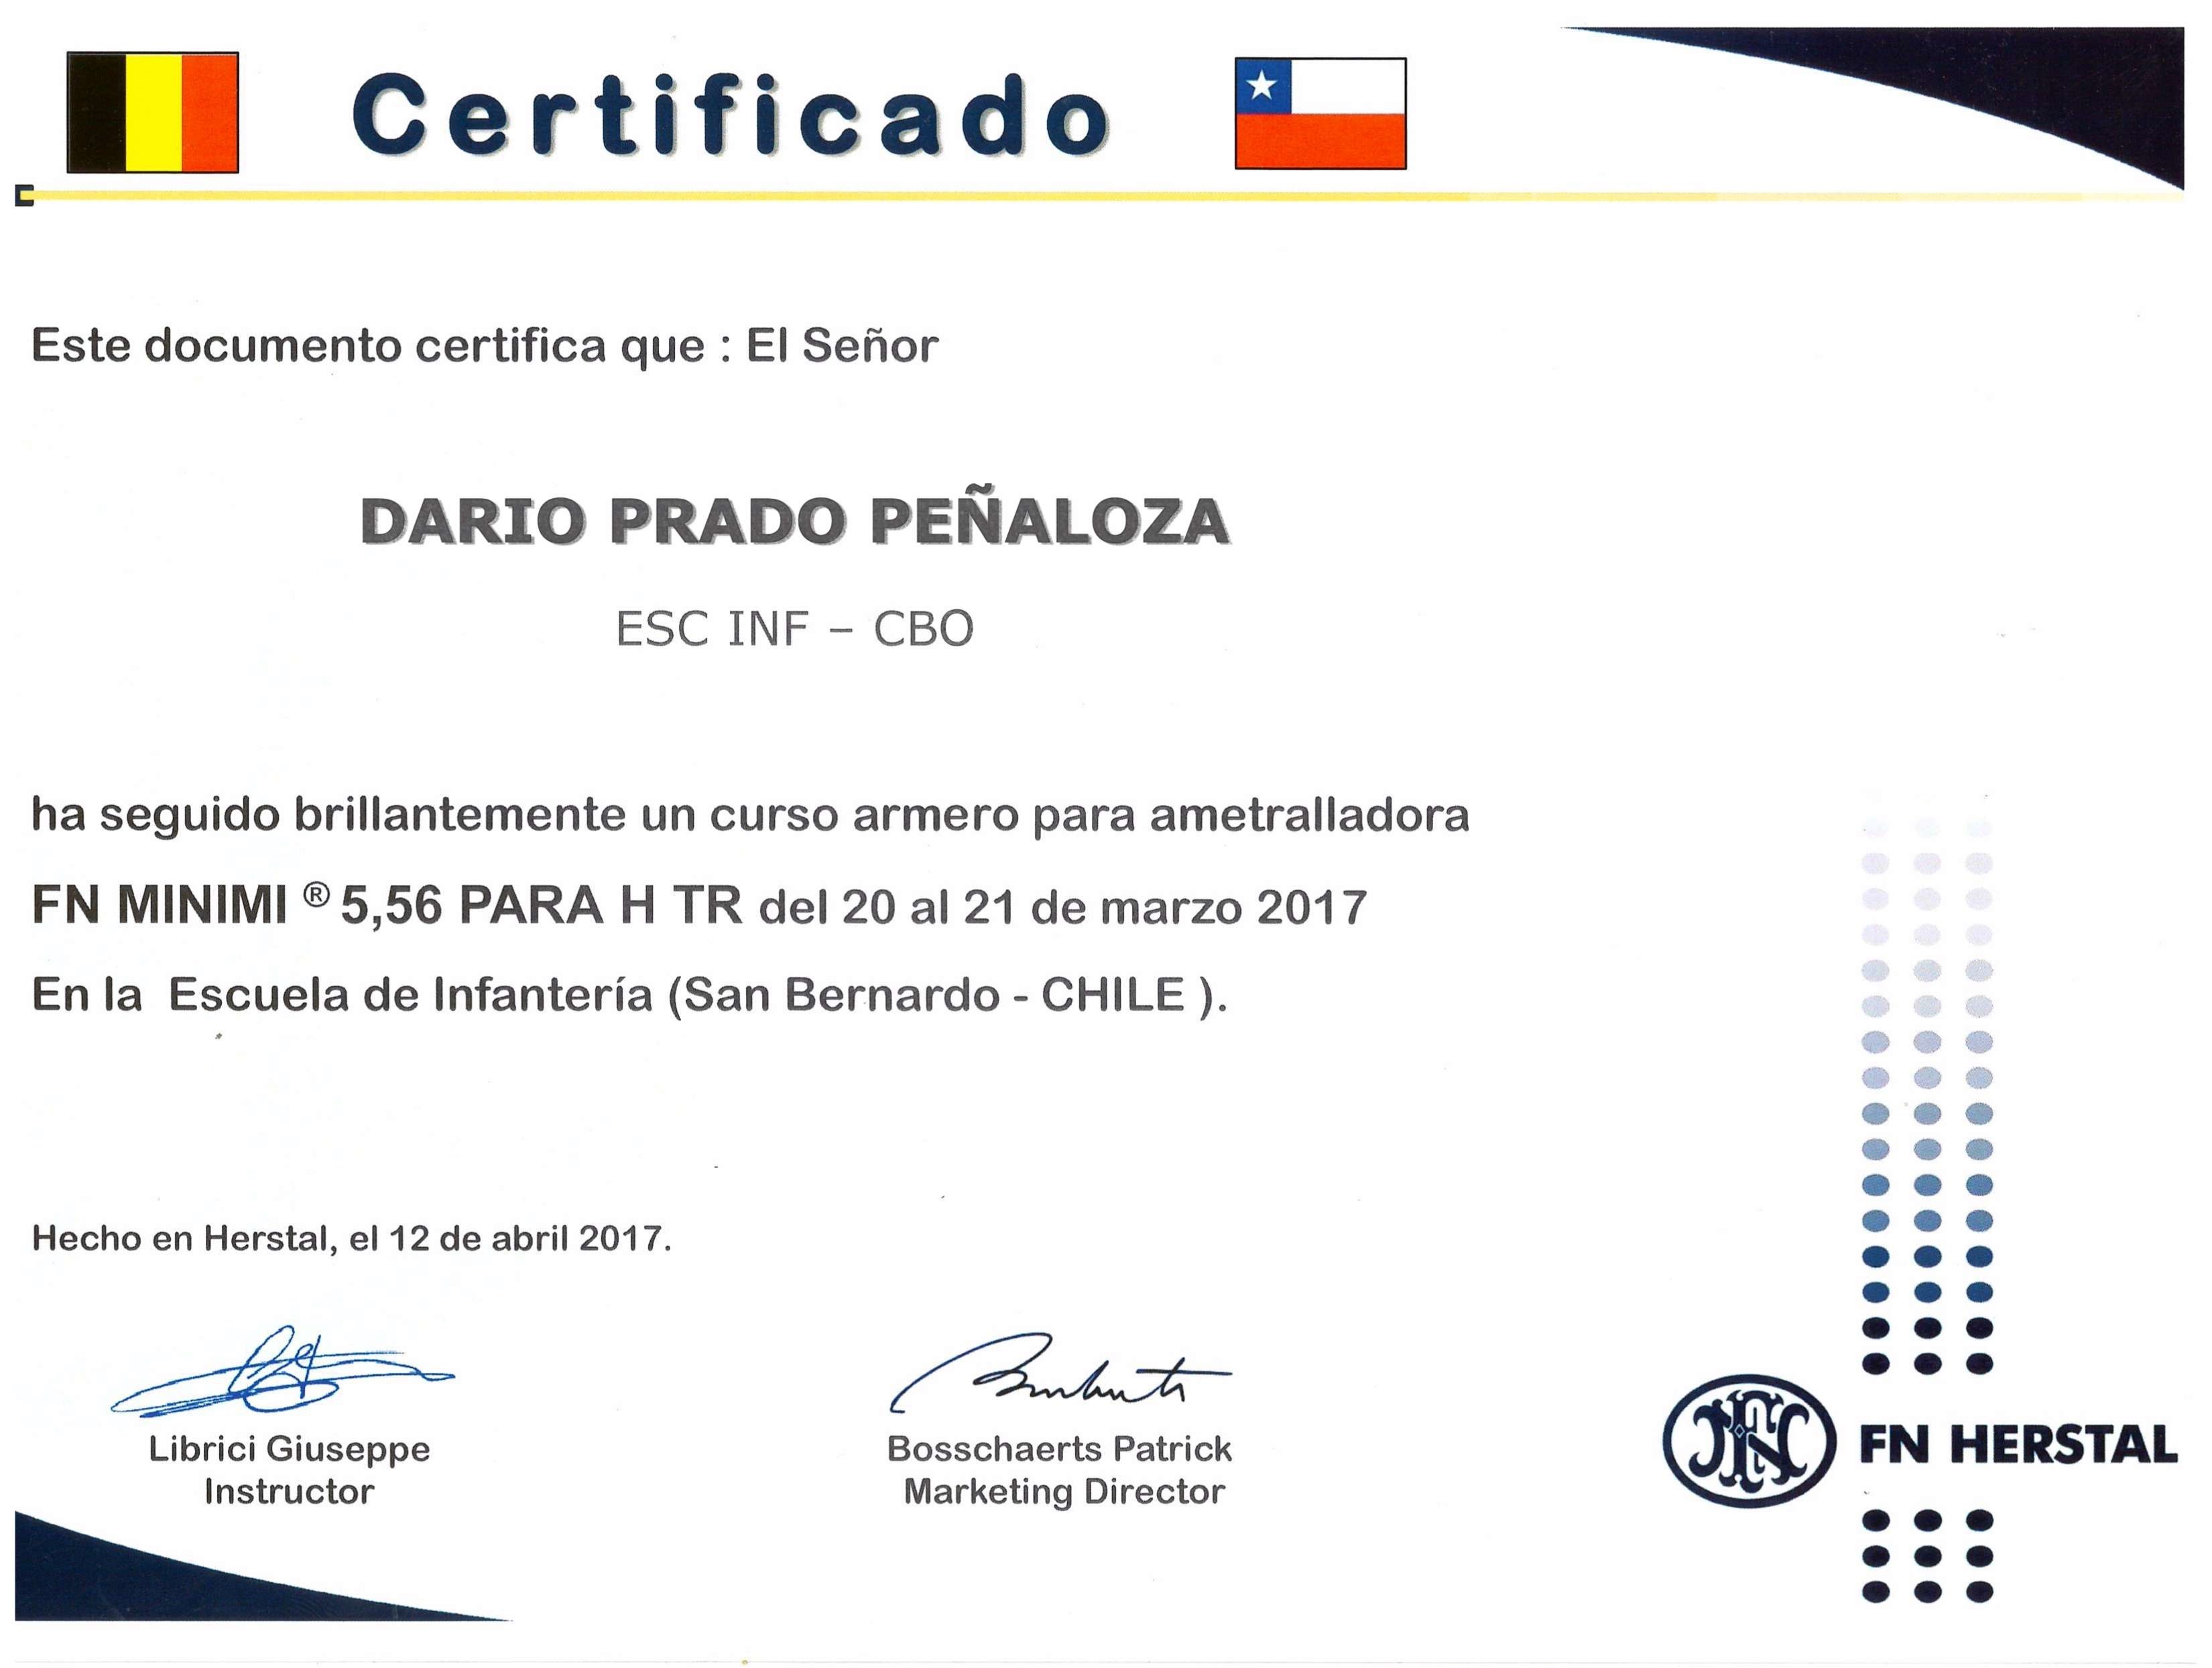 Certificado
Este documento certifica que : El Señor
DARIO PRADO PEÑALOZA
ESC INF – CBO
ha seguido brillantemente un curso armero para ametralladora
FN MINIMI ® 5,56 PARA H TR del 20 al 21 de marzo 2017
En la Escuela de Infantería (San Bernardo - CHILE ).
Hecho en Herstal, el 12 de abril 2017.
Librici Giuseppe
Instructor
Bosschaerts Patrick
Marketing Director
FN HERSTAL